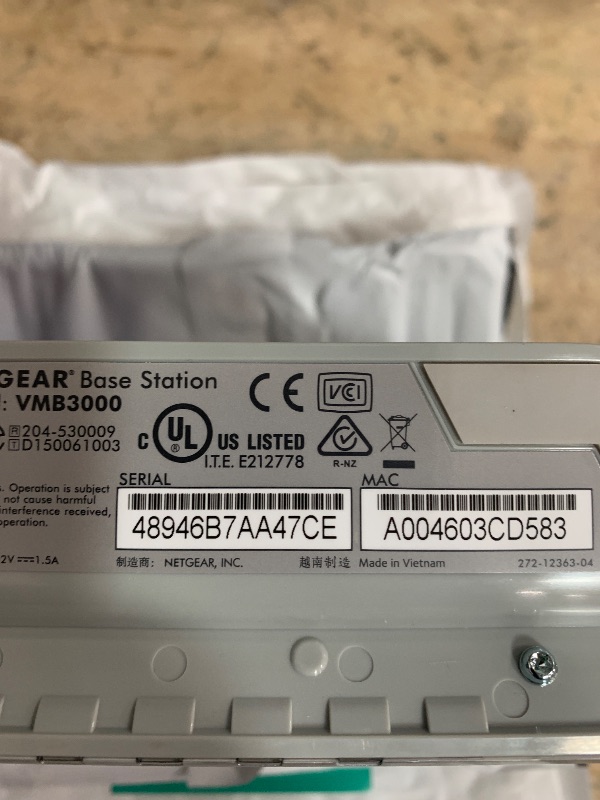 GEAR® Base Station
: VMB3000
CE
VCI
R 204-530009
T D150061003
C UL US LISTED
®
I.T.E. E212778
R-NZ
s. Operation is subject
not cause harmful
interference received,
operation.
SERIAL
MAC
48946B7AA47CE
A004603CD583
2V⎓1.5A
制造商： NETGEAR, INC.
越南制造 Made in Vietnam
272-12363-04